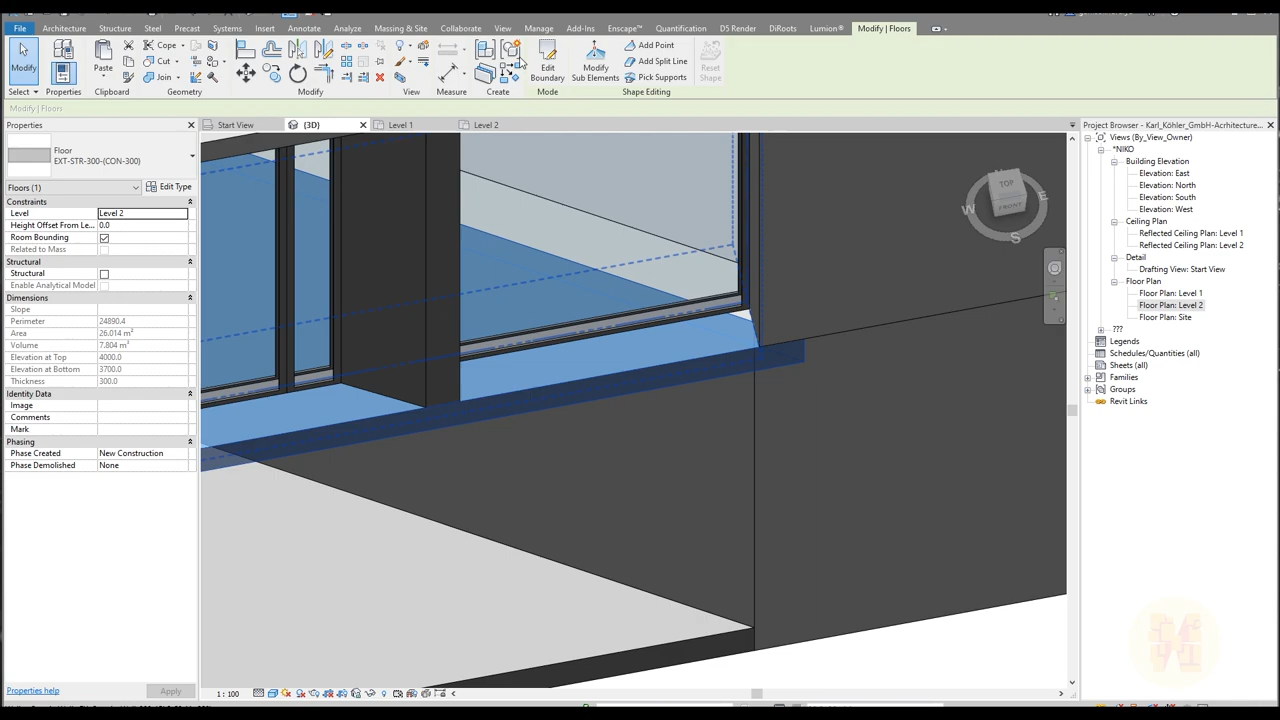 File Architecture Structure Steel Precast Systems Insert Annotate Analyze Massing & Site Collaborate View Manage Add-Ins Enscape™ Quantification D5 Render DiRoots Lumion® Modify | Floors
Modify
Select
Properties
Paste
Clipboard
Cope
Cut
Join
Geometry
Modify
View
Measure
Create
Edit
Boundary
Mode
Modify
Sub Elements
Add Point
Add Split Line
Pick Supports
Shape Editing
Reset
Shape
Modify | Floors
Properties
Start View
(3D)
Level 1
Level 2
Floor
EXT-STR-300-(CON-300)
Floors (1)
Edit Type
Constraints
Level Level 2
Height Offset From Le... 0.0
Room Bounding
Related to Mass
Structural
Structural
Enable Analytical Model
Dimensions
Slope
Perimeter 24890.4
Area 26.014 m²
Volume 7.804 m³
Elevation at Top 4000.0
Elevation at Bottom 3700.0
Thickness 300.0
Identity Data
Image
Comments
Mark
Phasing
Phase Created New Construction
Phase Demolished None
Properties help
Apply
TOP
FRONT
W
S
E
1 : 100
Project Browser - Karl_Köhler_GmbH-Acrhitecture...
Views (By_View_Owner)
*NIKO
Building Elevation
Elevation: East
Elevation: North
Elevation: South
Elevation: West
Ceiling Plan
Reflected Ceiling Plan: Level 1
Reflected Ceiling Plan: Level 2
Detail
Drafting View: Start View
Floor Plan
Floor Plan: Level 1
Floor Plan: Level 2
Floor Plan: Site
???
Legends
Schedules/Quantities (all)
Sheets (all)
Families
Groups
Revit Links